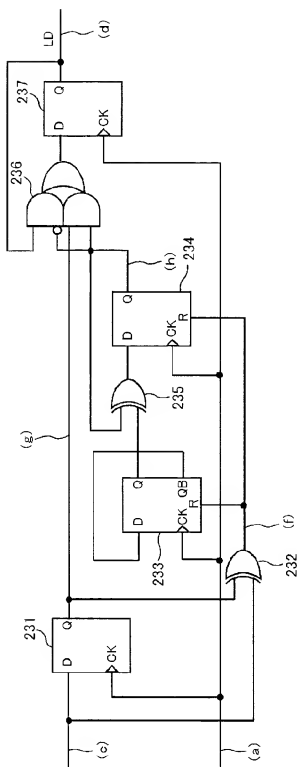 LD
(d)
237
D
Q
CK
236
(h)
234
D
Q
CK
R
235
(g)
D
Q
QB
CK
R
233
(f)
232
231
D
Q
CK
(c)
(a)